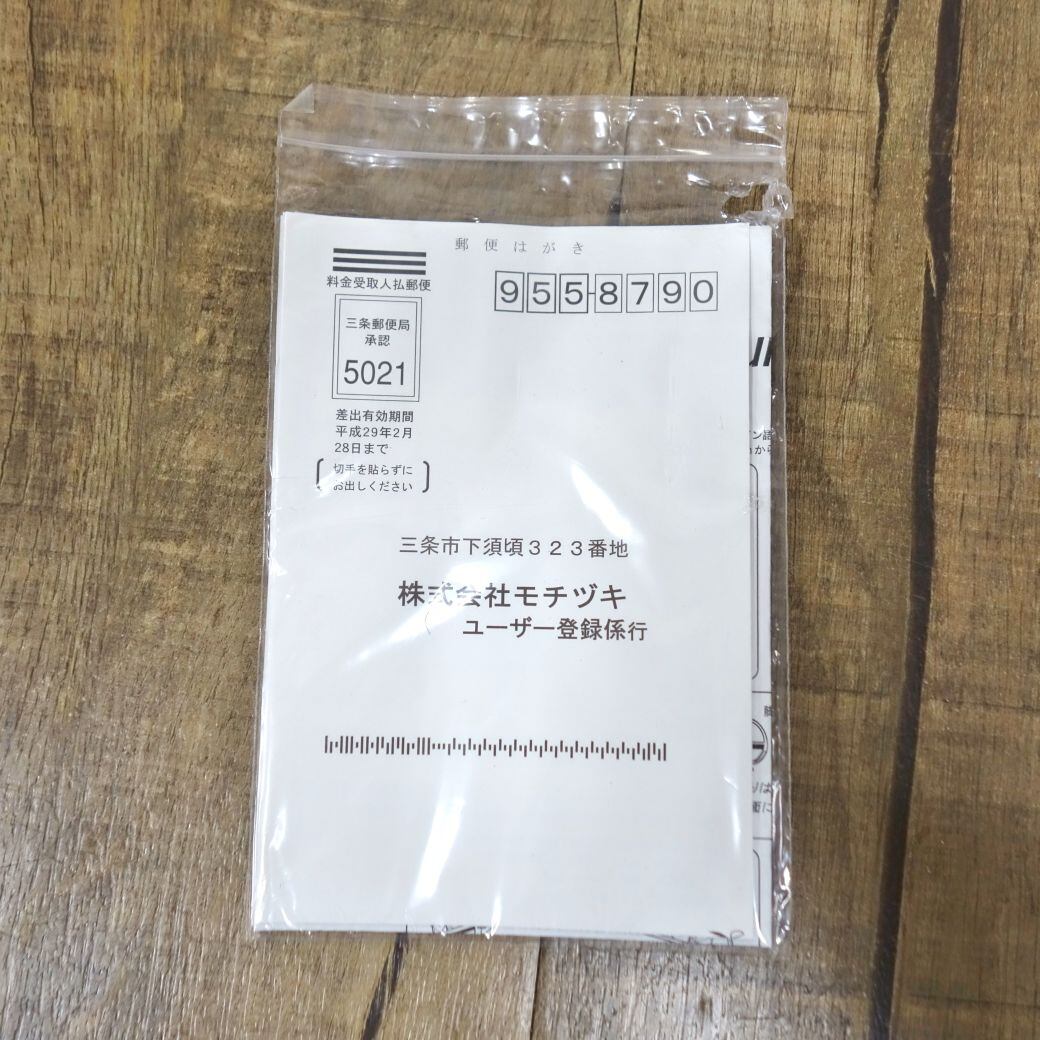 郵便はがき
料金受取人払郵便
955-8790
三条郵便局
承認
5021
差出有効期間
平成29年2月
28日まで
切手を貼らずに
お出しください
三条市下須頃323番地
株式会社モチヅキ
ユーザー登録係行